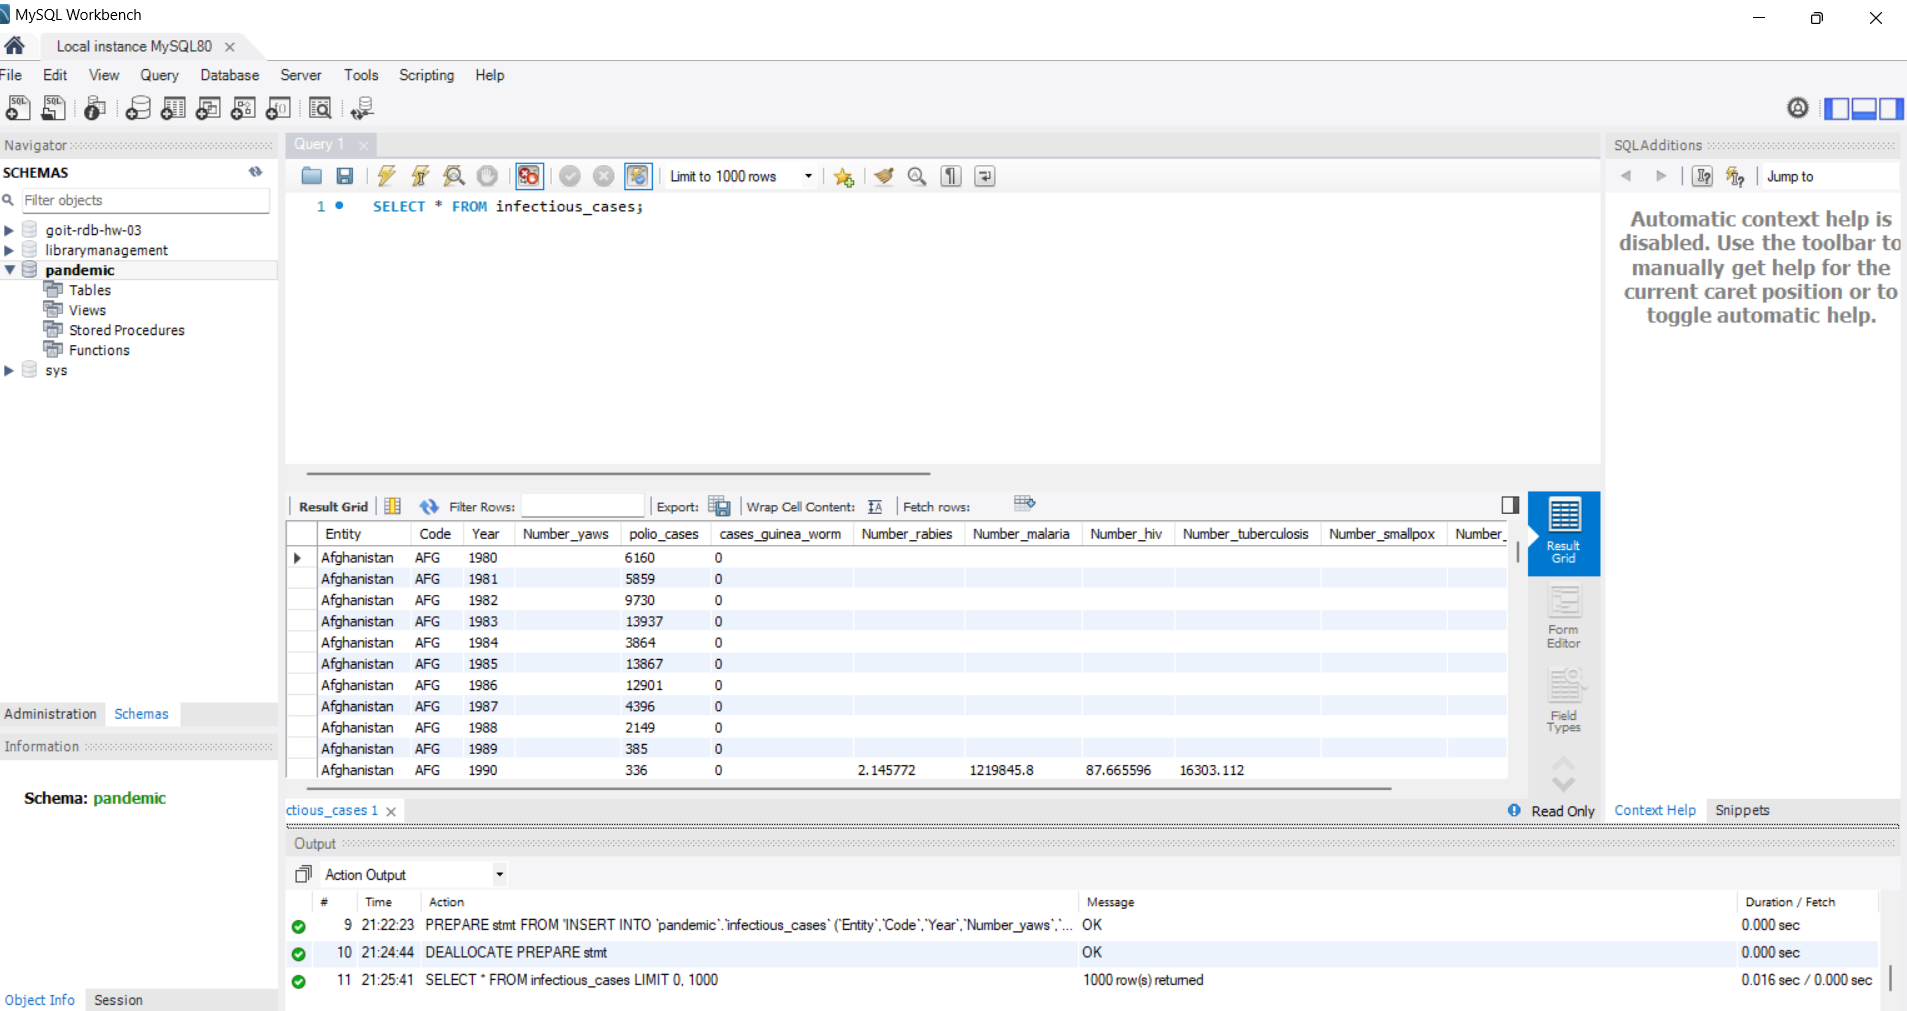 MySQL Workbench
Local instance MySQL80
File Edit View Query Database Server Tools Scripting Help
Navigator
SCHEMAS
Filter objects
goit-rdb-hw-03
librarymanagement
pandemic
Tables
Views
Stored Procedures
Functions
sys
Administration Schemas
Information
Schema: pandemic
Object Info Session
Query 1
Limit to 1000 rows
1 SELECT * FROM infectious_cases;
Result Grid Filter Rows: Export: Wrap Cell Content: Fetch rows:
Entity Code Year Number_yaws polio_cases cases_guinea_worm Number_rabies Number_malaria Number_hiv Number_tuberculosis Number_smallpox Number_
Afghanistan AFG 1980 6160 0
Afghanistan AFG 1981 5859 0
Afghanistan AFG 1982 9730 0
Afghanistan AFG 1983 13937 0
Afghanistan AFG 1984 3864 0
Afghanistan AFG 1985 13867 0
Afghanistan AFG 1986 12901 0
Afghanistan AFG 1987 4396 0
Afghanistan AFG 1988 2149 0
Afghanistan AFG 1989 385 0
Afghanistan AFG 1990 336 0 2.145772 1219845.8 87.665596 16303.112
Result
Grid
Form
Editor
Field
Types
ctious_cases 1
Read Only
SQLAdditions
Jump to
Automatic context help is
disabled. Use the toolbar to
manually get help for the
current caret position or to
toggle automatic help.
Context Help Snippets
Output
Action Output
# Time Action Message Duration / Fetch
9 21:22:23 PREPARE stmt FROM 'INSERT INTO `pandemic`.`infectious_cases` (`Entity`,`Code`,`Year`,`Number_yaws`,`... OK 0.000 sec
10 21:24:44 DEALLOCATE PREPARE stmt OK 0.000 sec
11 21:25:41 SELECT * FROM infectious_cases LIMIT 0, 1000 1000 row(s) returned 0.016 sec / 0.000 sec